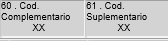 60 . Cod.
Complementario
XX
61 . Cod.
Suplementario
XX